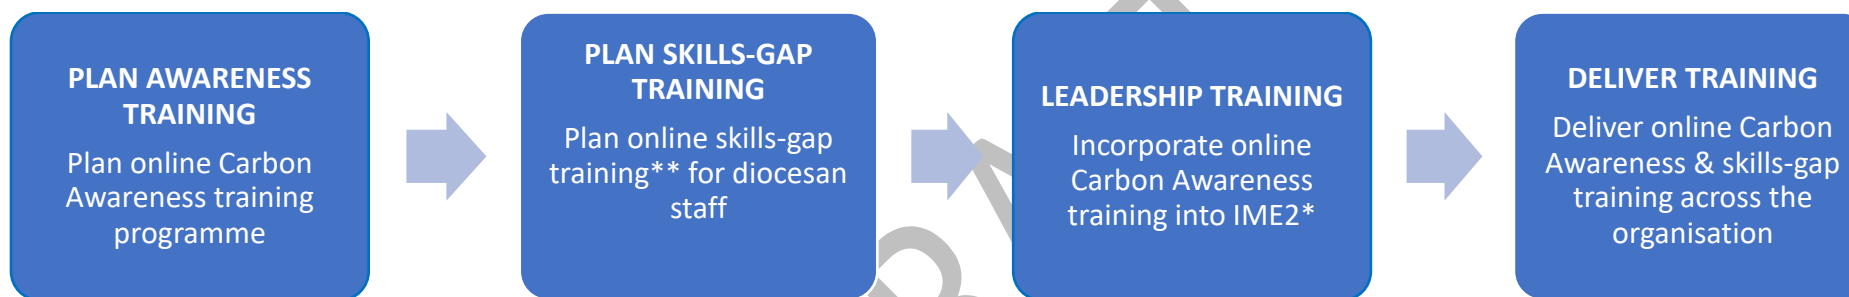 PLAN AWARENESS
TRAINING
Plan online Carbon
Awareness training
programme
PLAN SKILLS-GAP
TRAINING
Plan online skills-gap
training** for diocesan
staff
LEADERSHIP TRAINING
Incorporate online
Carbon Awareness
training into IME2*
DELIVER TRAINING
Deliver online Carbon
Awareness & skills-gap
training across the
organisation